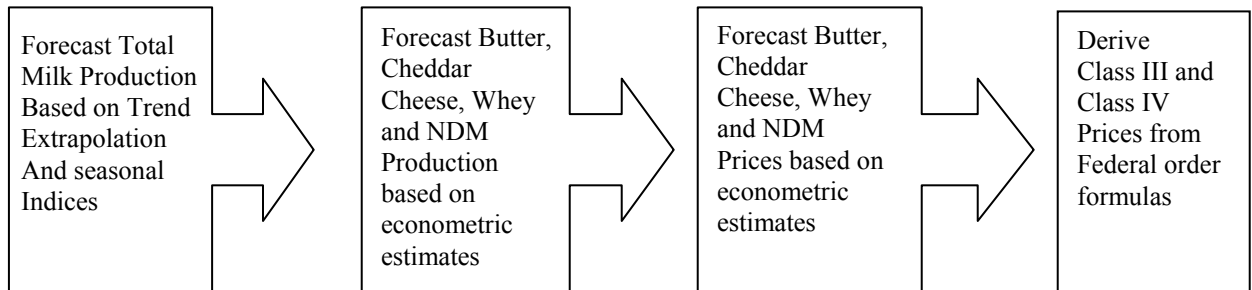 Forecast Total
Milk Production
Based on Trend
Extrapolation
And seasonal
Indices
Forecast Butter,
Cheddar
Cheese, Whey
and NDM
Production
based on
econometric
estimates
Forecast Butter,
Cheddar
Cheese, Whey
and NDM
Prices based on
econometric
estimates
Derive
Class III and
Class IV
Prices from
Federal order
formulas